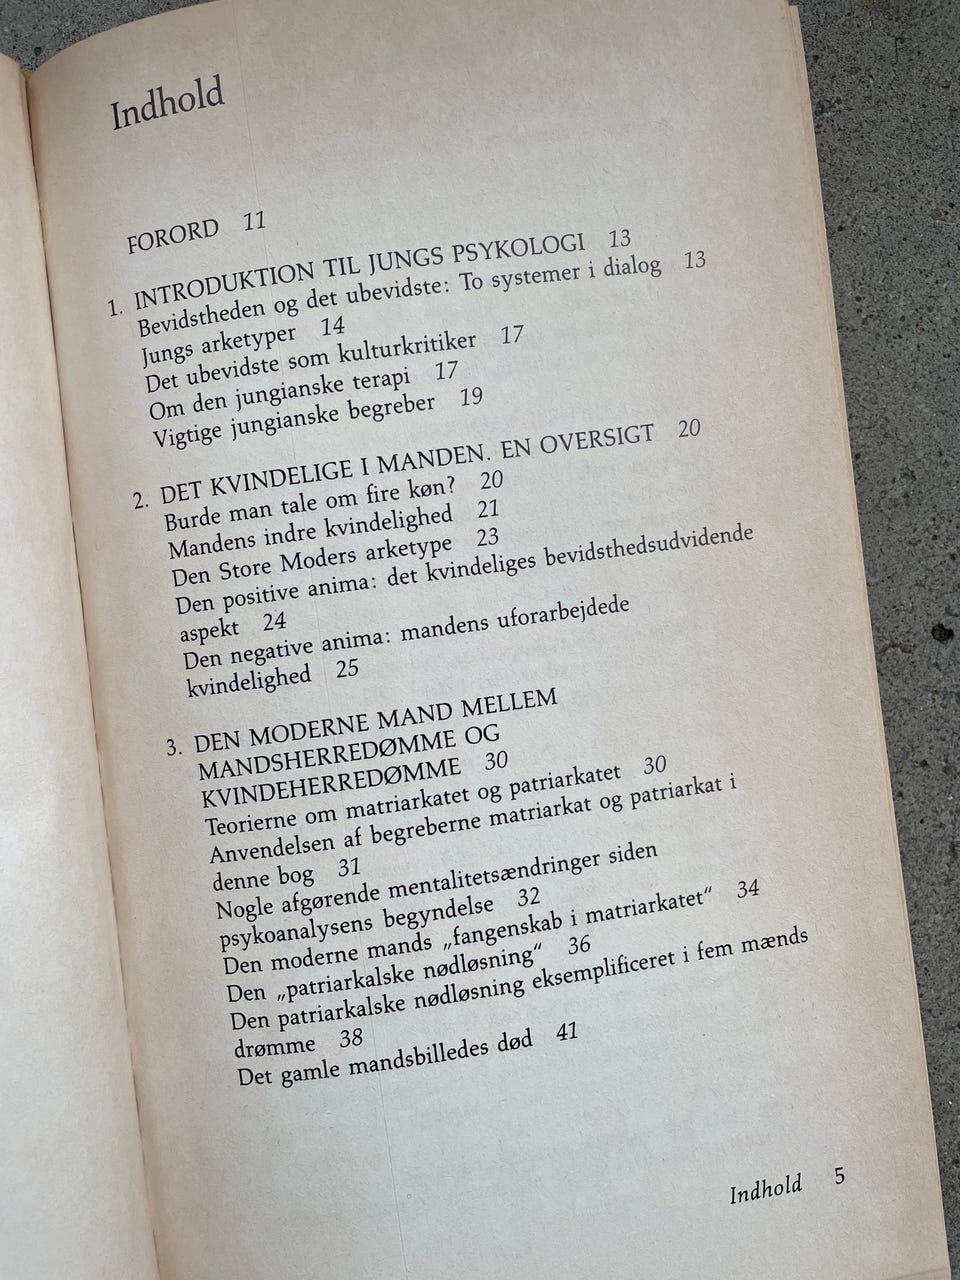 Indhold
FORORD 11
1. INTRODUKTION TIL JUNGS PSYKOLOGI 13
Bevidstheden og det ubevidste: To systemer i dialog 13
Jungs arketyper 14
Det ubevidste som kulturkritiker 17
Om den jungianske terapi 17
Vigtige jungianske begreber 19
2. DET KVINDELIGE I MANDEN. EN OVERSIGT 20
Burde man tale om fire køn? 20
Mandens indre kvindelighed 21
Den Store Moders arketype 23
Den positive anima: det kvindeliges bevidsthedsudvidende
aspekt 24
Den negative anima: mandens uforarbejdede
kvindelighed 25
3. DEN MODERNE MAND MELLEM
MANDSHERREDØMME OG
KVINDEHERREDØMME 30
Teorierne om matriarkatet og patriarkatet 30
Anvendelsen af begreberne matriarkat og patriarkat i
denne bog 31
Nogle afgørende mentalitetsændringer siden
psykoanalysens begyndelse 32
Den moderne mands „fangenskab i matriarkatet“ 34
Den „patriarkalske nødløsning“ 36
Den patriarkalske nødløsning eksemplificeret i fem mænds
drømme 38
Det gamle mandsbilledes død 41
Indhold 5